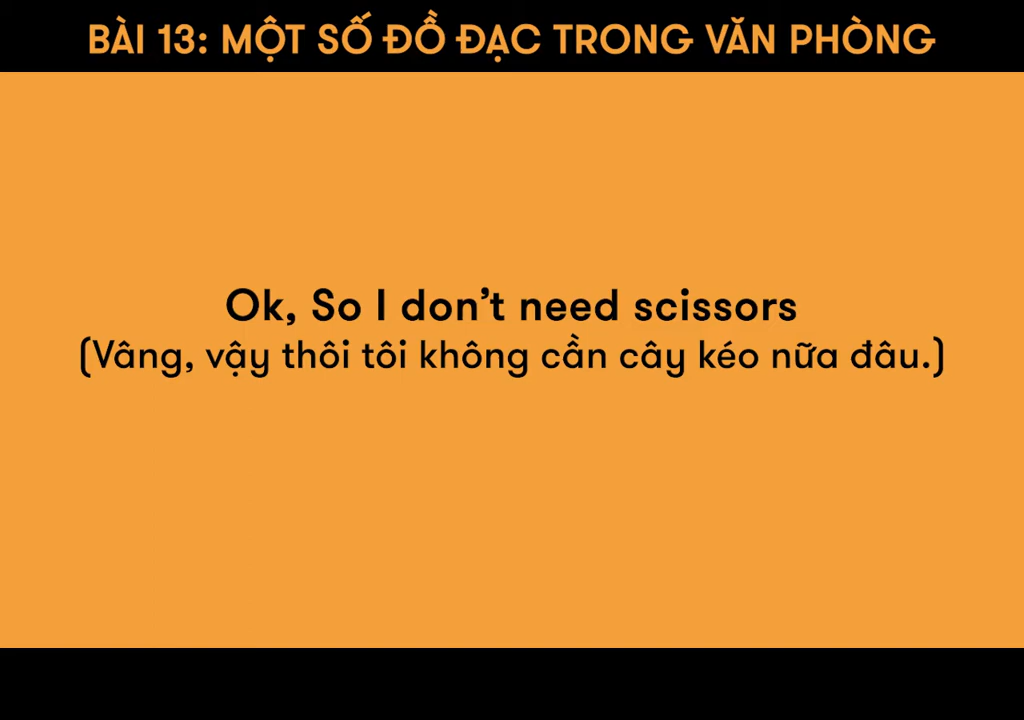 BÀI 13: MỘT SỐ ĐỒ ĐẠC TRONG VĂN PHÒNG
Ok, So I don’t need scissors
(Vâng, vậy thôi tôi không cần cây kéo nữa đâu.)